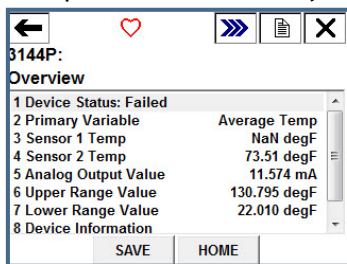 3144P:
Overview
1 Device Status: Failed
2 Primary Variable Average Temp
3 Sensor 1 Temp NaN degF
4 Sensor 2 Temp 73.51 degF
5 Analog Output Value 11.574 mA
6 Upper Range Value 130.795 degF
7 Lower Range Value 22.010 degF
8 Device Information
SAVE HOME